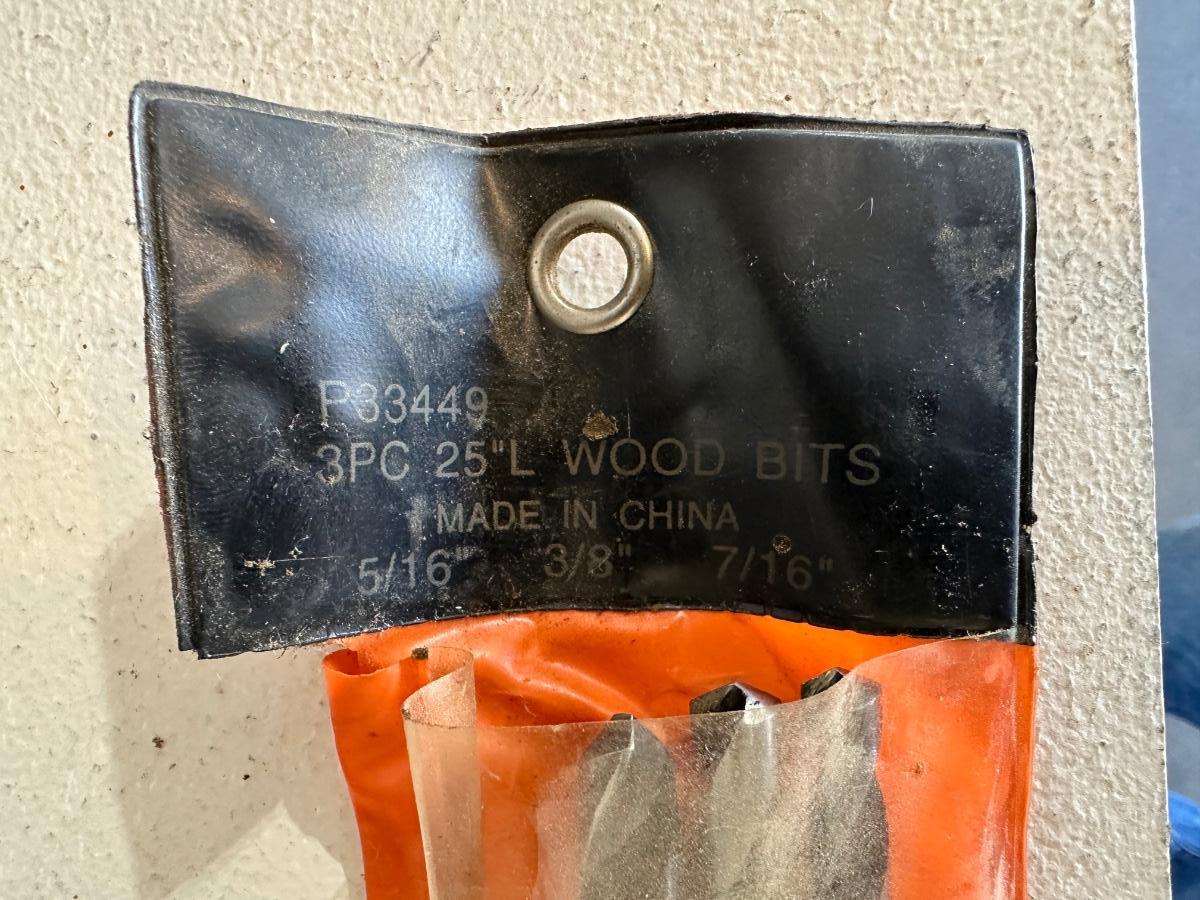 P33449
3PC 25"L WOOD BITS
MADE IN CHINA
5/16" 3/8" 7/16"